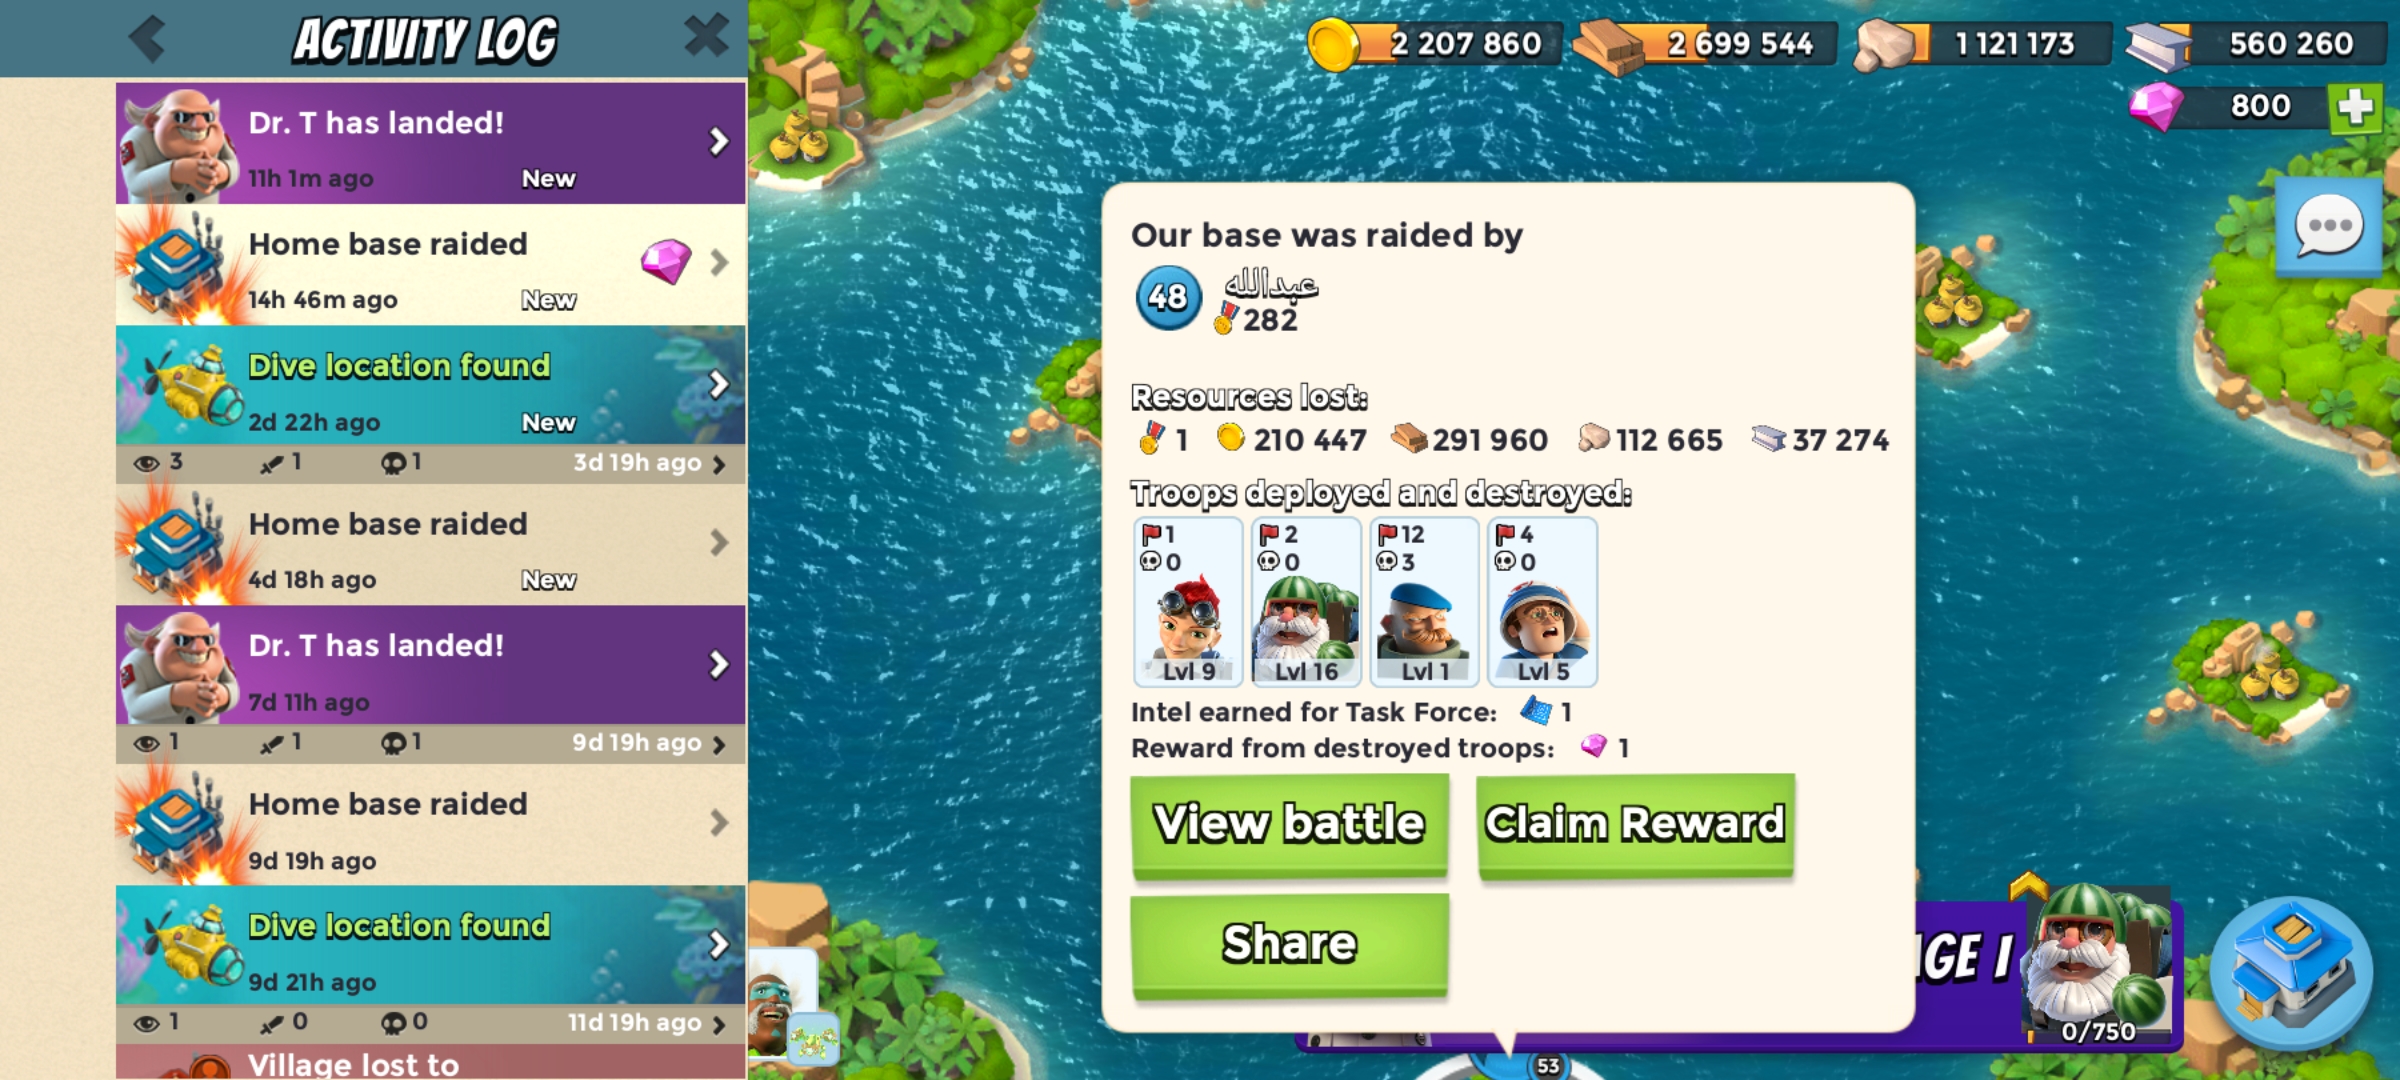 ACTIVITY LOG
Dr. T has landed!
11h 1m ago New
Home base raided
14h 46m ago New
Dive location found
2d 22h ago New
3 1 1 3d 19h ago
Home base raided
4d 18h ago New
Dr. T has landed!
7d 11h ago
1 1 1 9d 19h ago
Home base raided
9d 19h ago
Dive location found
9d 21h ago
1 0 0 11d 19h ago
Village lost to
2 207 860 2 699 544 1 121 173 560 260
800
Our base was raided by
48 عبدالله
282
Resources lost:
1 210 447 291 960 112 665 37 274
Troops deployed and destroyed:
1 2 12 4
0 0 3 0
Lvl 9 Lvl 16 Lvl 1 Lvl 5
Intel earned for Task Force: 1
Reward from destroyed troops: 1
View battle Claim Reward
Share
GE I
0/750
53